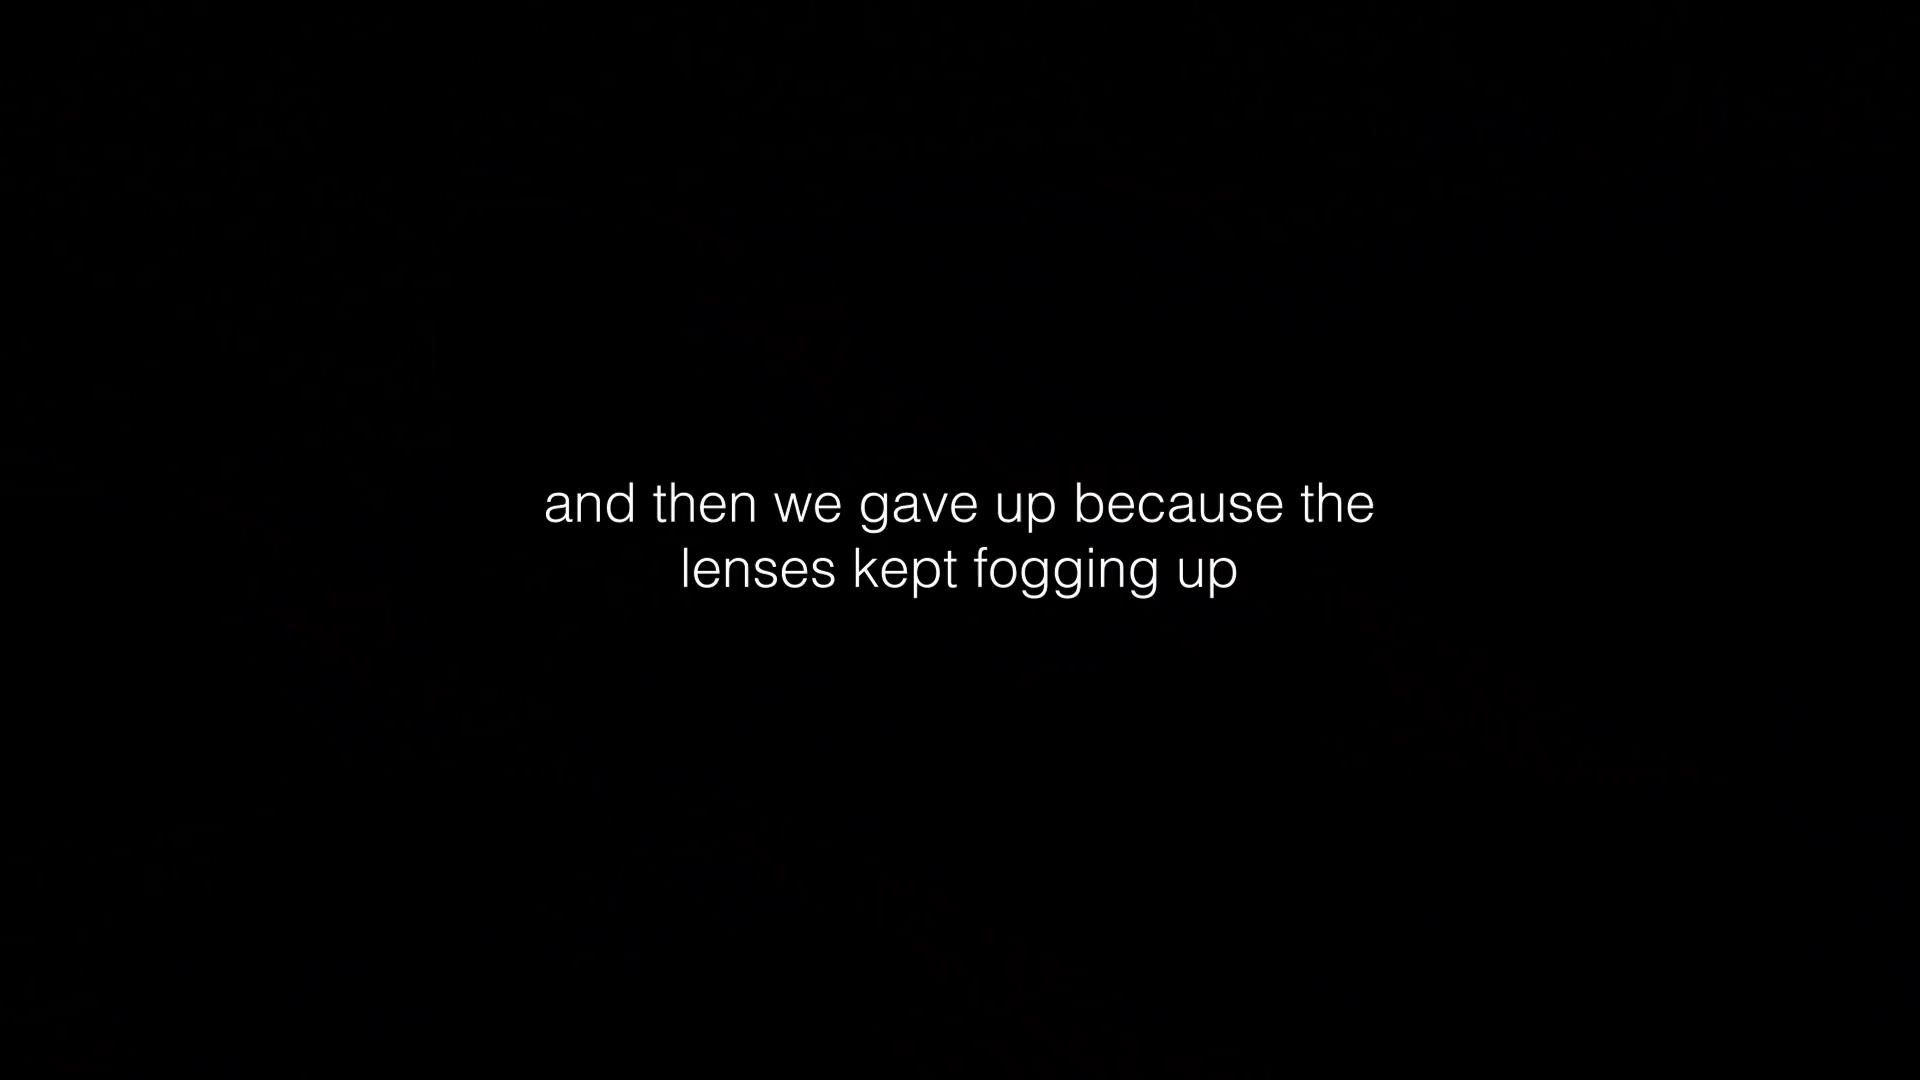 and then we gave up because the
lenses kept fogging up